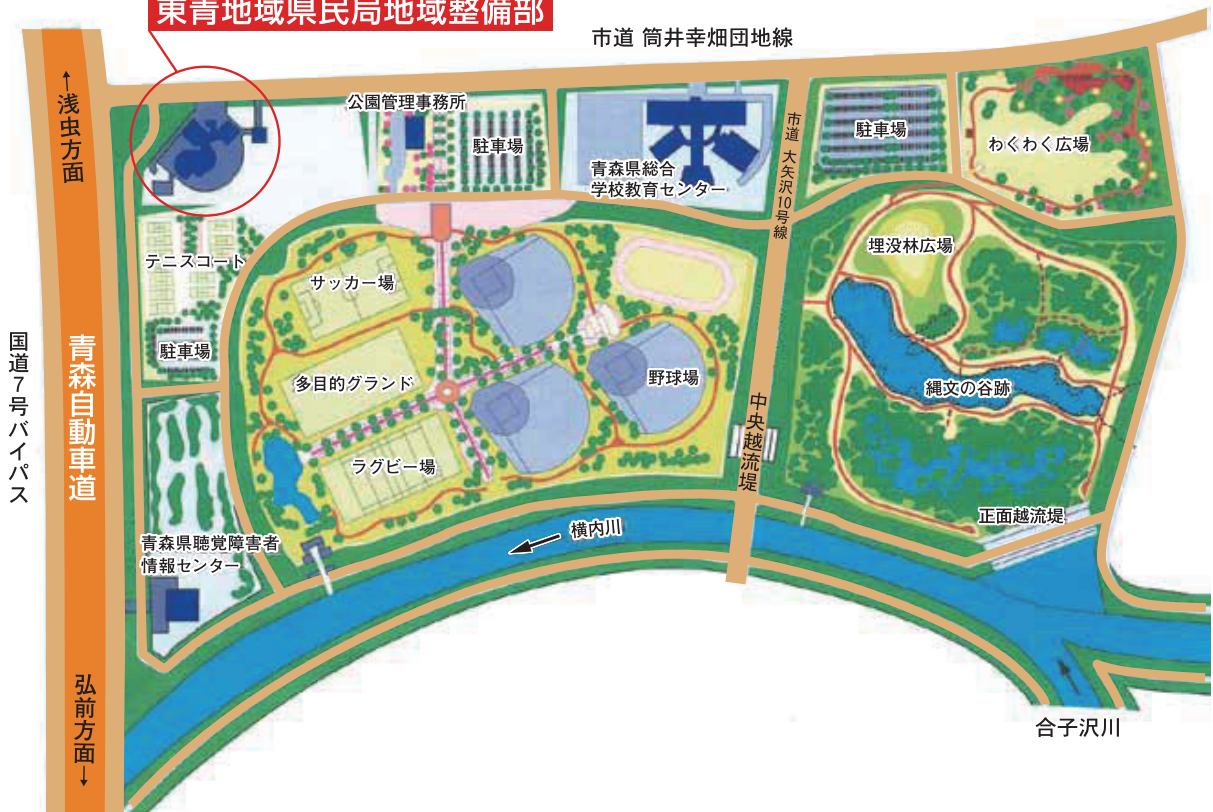 東青地域県民局地域整備部
市道 筒井幸畑団地線
←浅虫方面
公園管理事務所
駐車場
青森県総合
学校教育センター
市道 大矢沢10号線
駐車場
わくわく広場
テニスコート
サッカー場
埋没林広場
国道7号バイパス
青森自動車道
駐車場
多目的グランド
野球場
縄文の谷跡
中央越流堤
ラグビー場
正面越流堤
横内川
青森県聴覚障害者
情報センター
弘前方面→
合子沢川